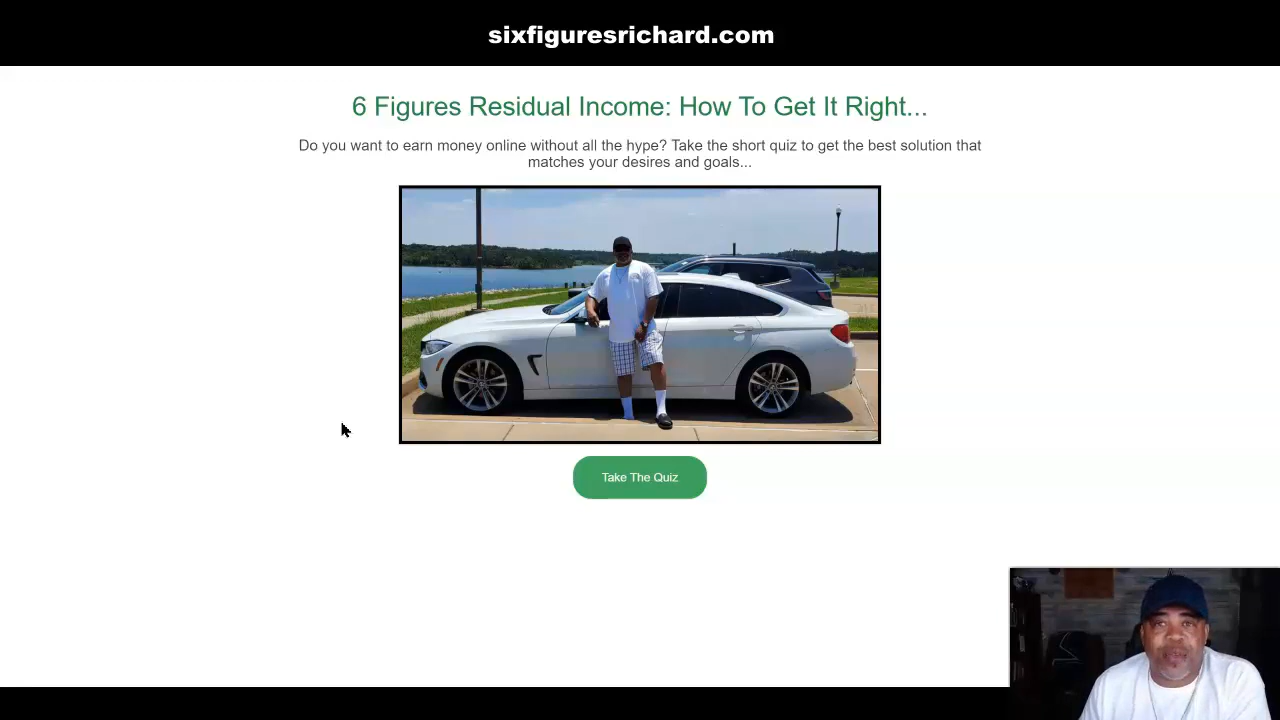 sixfiguresrichard.com
6 Figures Residual Income: How To Get It Right...
Do you want to earn money online without all the hype? Take the short quiz to get the best solution that
matches your desires and goals...
Take The Quiz